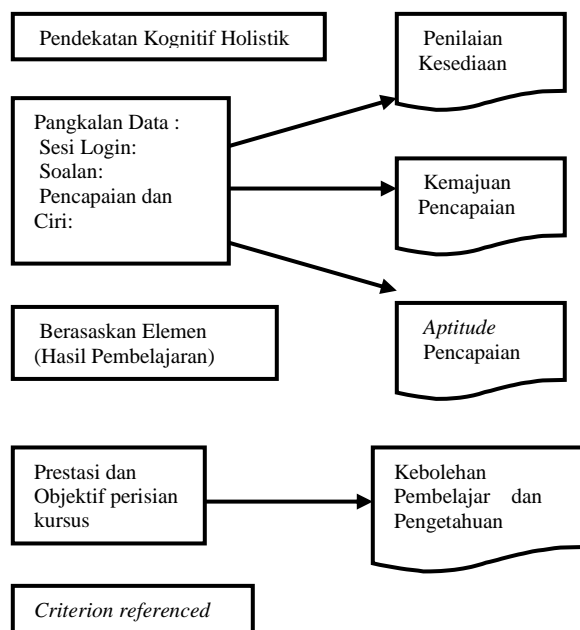 Pendekatan Kognitif Holistik
Penilaian
Kesediaan
Pangkalan Data :
Sesi Login:
Soalan:
Pencapaian dan
Ciri:
Kemajuan
Pencapaian
Berasaskan Elemen
(Hasil Pembelajaran)
Aptitude
Pencapaian
Prestasi dan
Objektif perisian
kursus
Kebolehan
Pembelajar dan
Pengetahuan
Criterion referenced